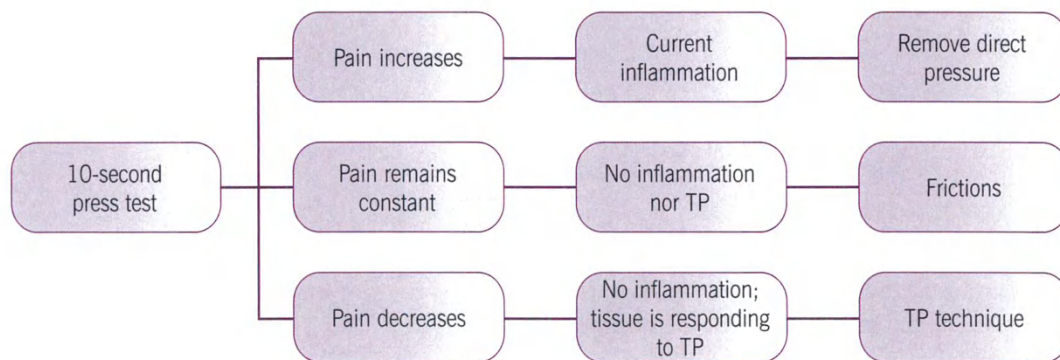 Pain increases
Current
inflammation
Remove direct
pressure
10-second
press test
Pain remains
constant
No inflammation
nor TP
Frictions
Pain decreases
No inflammation;
tissue is responding
to TP
TP technique